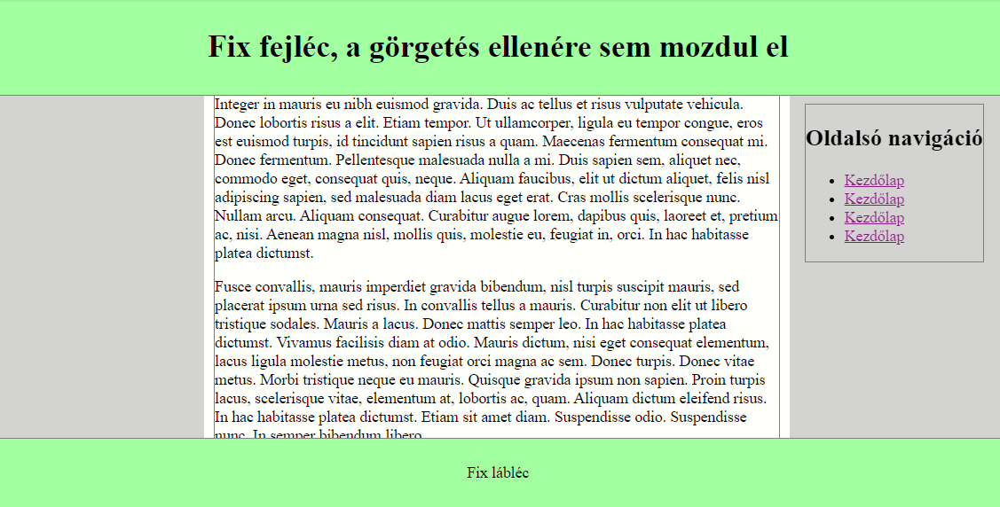 Fix fejléc, a görgetés ellenére sem mozdul el
Integer in mauris eu nibh euismod gravida. Duis ac tellus et risus vulputate vehicula.
Donec lobortis risus a elit. Etiam tempor. Ut ullamcorper, ligula eu tempor congue, eros
est euismod turpis, id tincidunt sapien risus a quam. Maecenas fermentum consequat mi.
Donec fermentum. Pellentesque malesuada nulla a mi. Duis sapien sem, aliquet nec,
commodo eget, consequat quis, neque. Aliquam faucibus, elit ut dictum aliquet, felis nisl
adipiscing sapien, sed malesuada diam lacus eget erat. Cras mollis scelerisque nunc.
Nullam arcu. Aliquam consequat. Curabitur augue lorem, dapibus quis, laoreet et, pretium
ac, nisi. Aenean magna nisl, mollis quis, molestie eu, feugiat in, orci. In hac habitasse
platea dictumst.
Fusce convallis, mauris imperdiet gravida bibendum, nisl turpis suscipit mauris, sed
placerat ipsum urna sed risus. In convallis tellus a mauris. Curabitur non elit ut libero
tristique sodales. Mauris a lacus. Donec mattis semper leo. In hac habitasse platea
dictumst. Vivamus facilisis diam at odio. Mauris dictum, nisi eget consequat elementum,
lacus ligula molestie metus, non feugiat orci magna ac sem. Donec turpis. Donec vitae
metus. Morbi tristique neque eu mauris. Quisque gravida ipsum non sapien. Proin turpis
lacus, scelerisque vitae, elementum at, lobortis ac, quam. Aliquam dictum eleifend risus.
In hac habitasse platea dictumst. Etiam sit amet diam. Suspendisse odio. Suspendisse
nunc. In semper bibendum libero.
Oldalsó navigáció
Kezdőlap
Kezdőlap
Kezdőlap
Kezdőlap
Fix lábléc